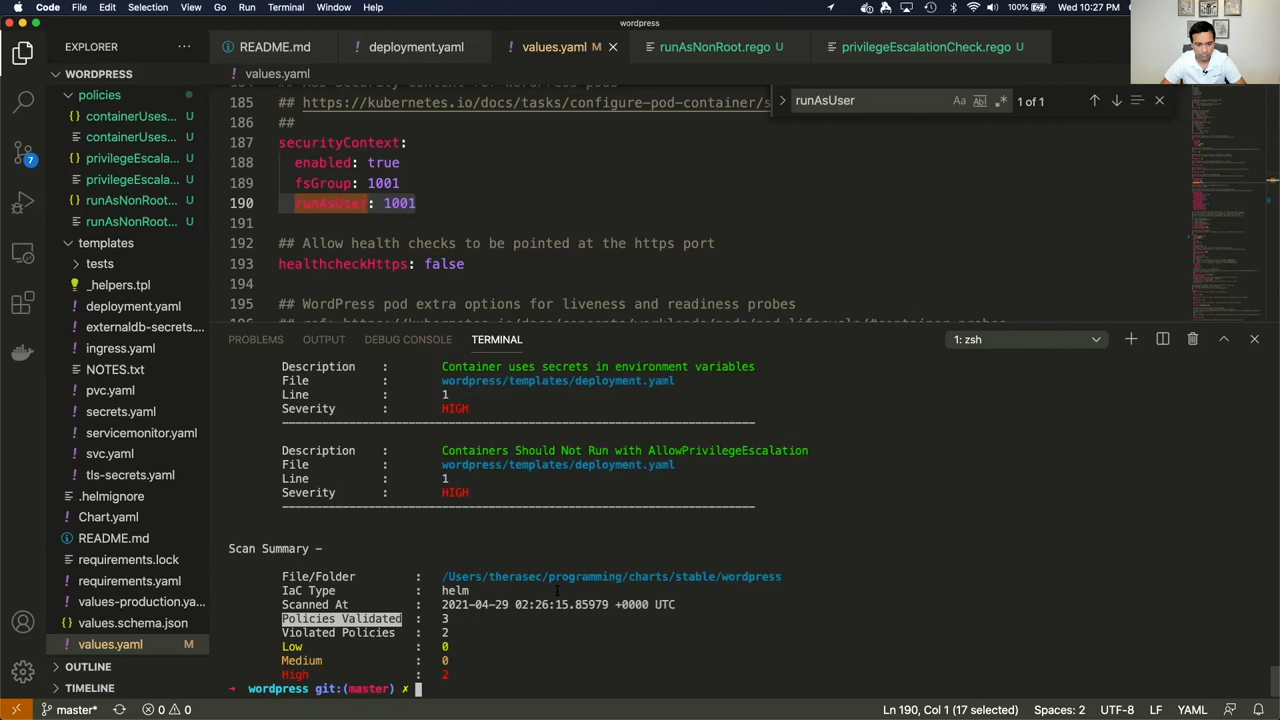 Code File Edit Selection View Go Run Terminal Window Help 100% Wed 10:27 PM
wordpress
EXPLORER ···
README.md deployment.yaml values.yaml M runAsNonRoot.rego U privilegeEscalationCheck.rego U
WORDPRESS
values.yaml
policies
containerUses... U
containerUses... U
privilegeEscala... U
privilegeEscala... U
runAsNonRoot... U
runAsNonRoot... U
templates
tests
_helpers.tpl
deployment.yaml
externaldb-secrets....
ingress.yaml
NOTES.txt
pvc.yaml
secrets.yaml
servicemonitor.yaml
svc.yaml
tls-secrets.yaml
.helmignore
Chart.yaml
README.md
requirements.lock
requirements.yaml
values-production.ya...
values.schema.json
values.yaml M
OUTLINE
TIMELINE
7
runAsUser Aa 1 of 1
185 ## https://kubernetes.io/docs/tasks/configure-pod-container/s
186 ##
187 securityContext:
188 enabled: true
189 fsGroup: 1001
190 runAsUser: 1001
191
192 ## Allow health checks to be pointed at the https port
193 healthcheckHttps: false
194
195 ## WordPress pod extra options for liveness and readiness probes
PROBLEMS OUTPUT DEBUG CONSOLE TERMINAL 1: zsh
Description : Container uses secrets in environment variables
File : wordpress/templates/deployment.yaml
Line : 1
Severity : HIGH
Description : Containers Should Not Run with AllowPrivilegeEscalation
File : wordpress/templates/deployment.yaml
Line : 1
Severity : HIGH
Scan Summary -
File/Folder : /Users/therasec/programming/charts/stable/wordpress
IaC Type : helm
Scanned At : 2021-04-29 02:26:15.85979 +0000 UTC
Policies Validated : 3
Violated Policies : 2
Low : 0
Medium : 0
High : 2
→ wordpress git:(master) ✗
master* 0 0 Ln 190, Col 1 (17 selected) Spaces: 2 UTF-8 LF YAML